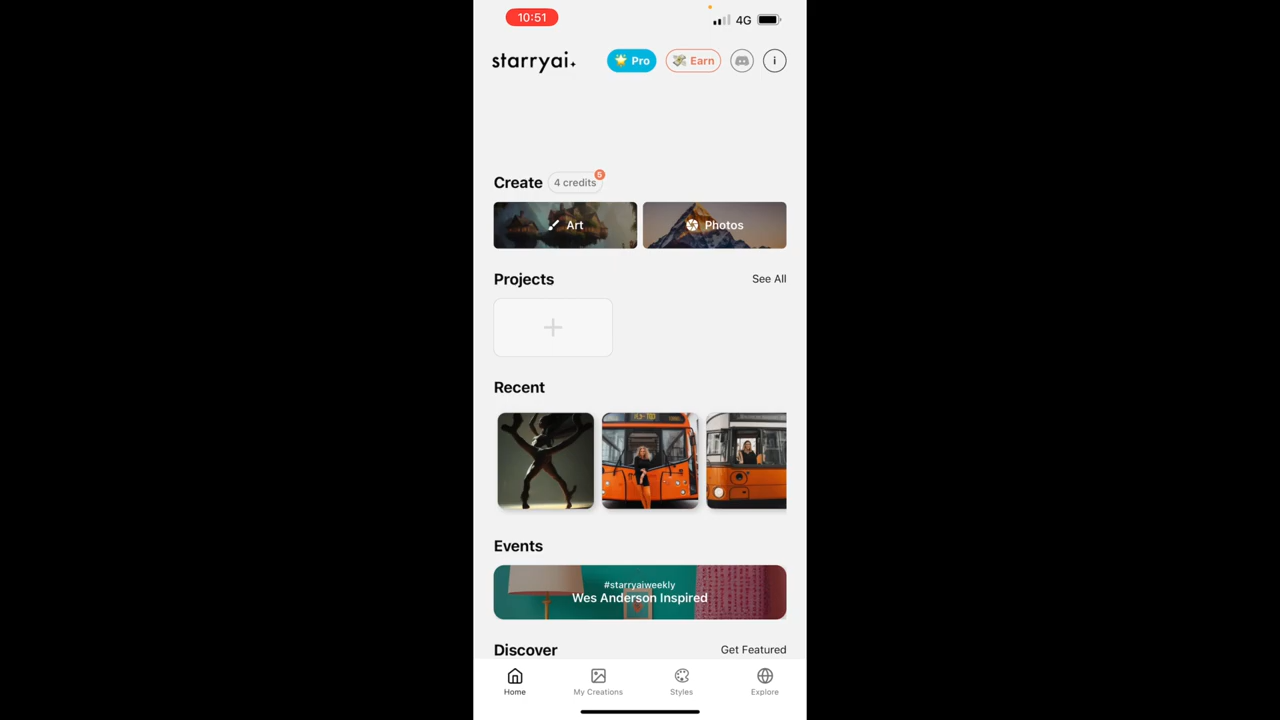 10:51
4G
starryai
Pro
Earn
i
Create
4 credits
5
Art
Photos
Projects
See All
Recent
Events
#starryaiweekly
Wes Anderson Inspired
Discover
Get Featured
Home
My Creations
Styles
Explore